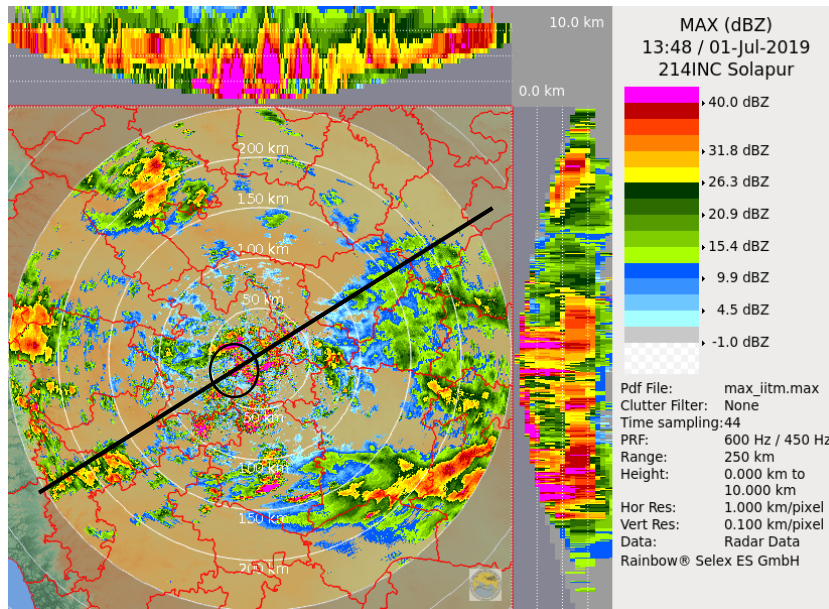 10.0 km
0.0 km
MAX (dBZ)
13:48 / 01-Jul-2019
214INC Solapur
40.0 dBZ
31.8 dBZ
26.3 dBZ
20.9 dBZ
15.4 dBZ
9.9 dBZ
4.5 dBZ
-1.0 dBZ
200 km
150 km
100 km
50 km
50 km
100 km
150 km
200 km
Pdf File: max_iitm.max
Clutter Filter: None
Time sampling:44
PRF: 600 Hz / 450 Hz
Range: 250 km
Height: 0.000 km to
10.000 km
Hor Res: 1.000 km/pixel
Vert Res: 0.100 km/pixel
Data: Radar Data
Rainbow® Selex ES GmbH